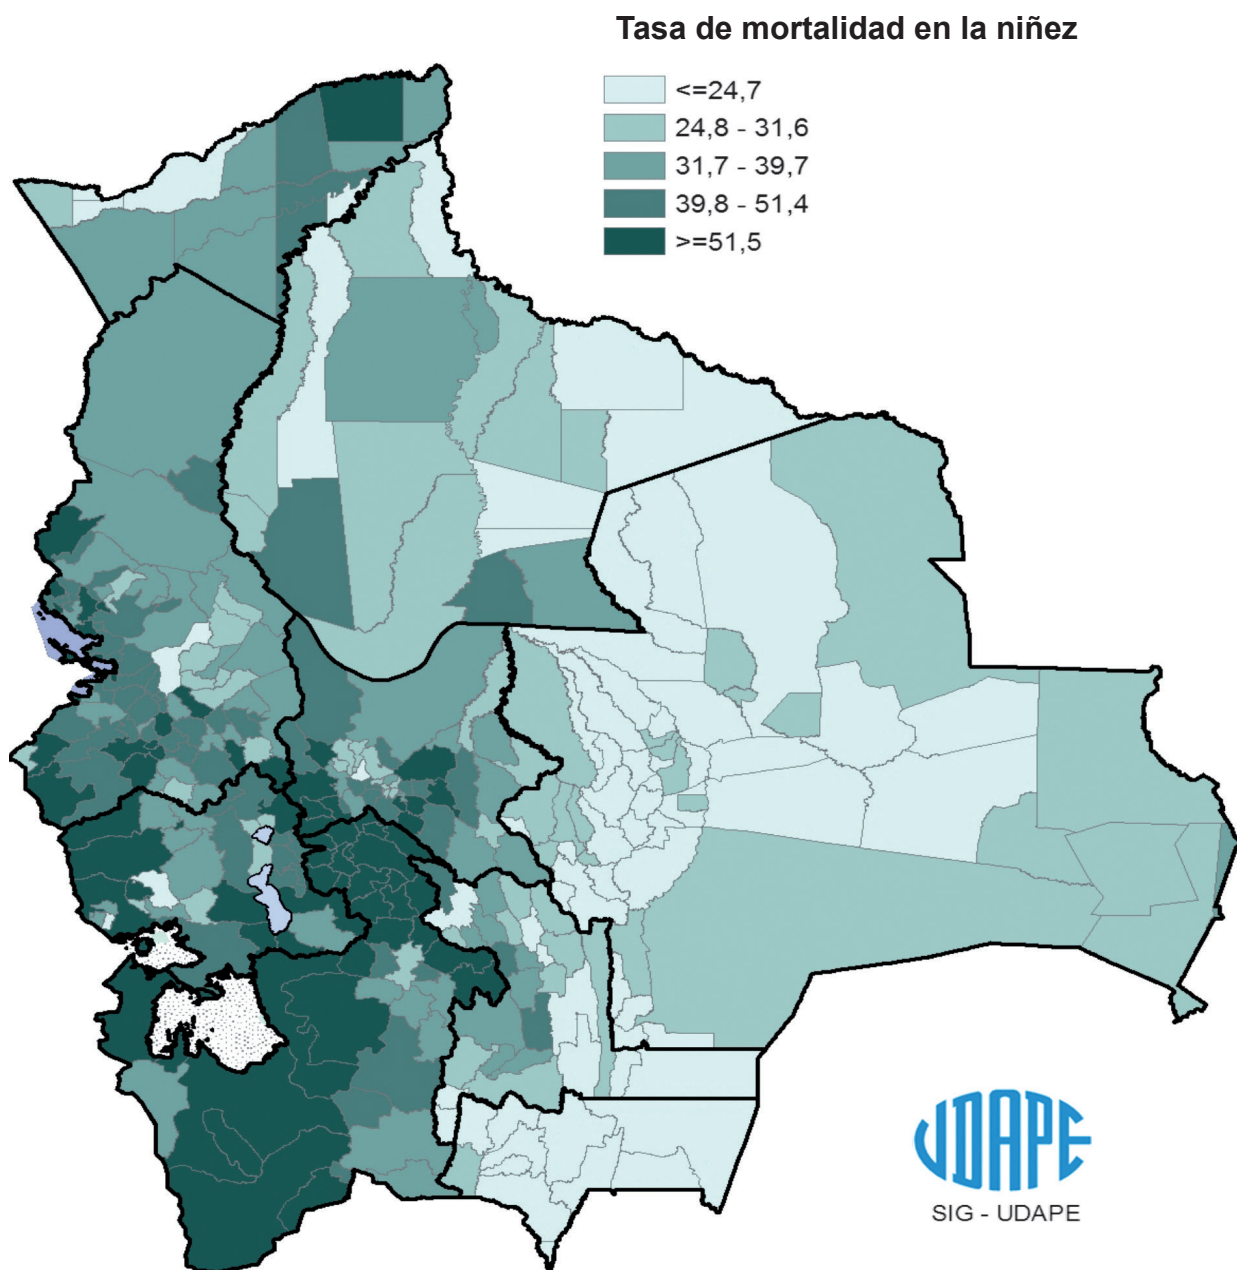 Tasa de mortalidad en la niñez
<=24,7
24,8 - 31,6
31,7 - 39,7
39,8 - 51,4
>=51,5
UDAPE
SIG - UDAPE